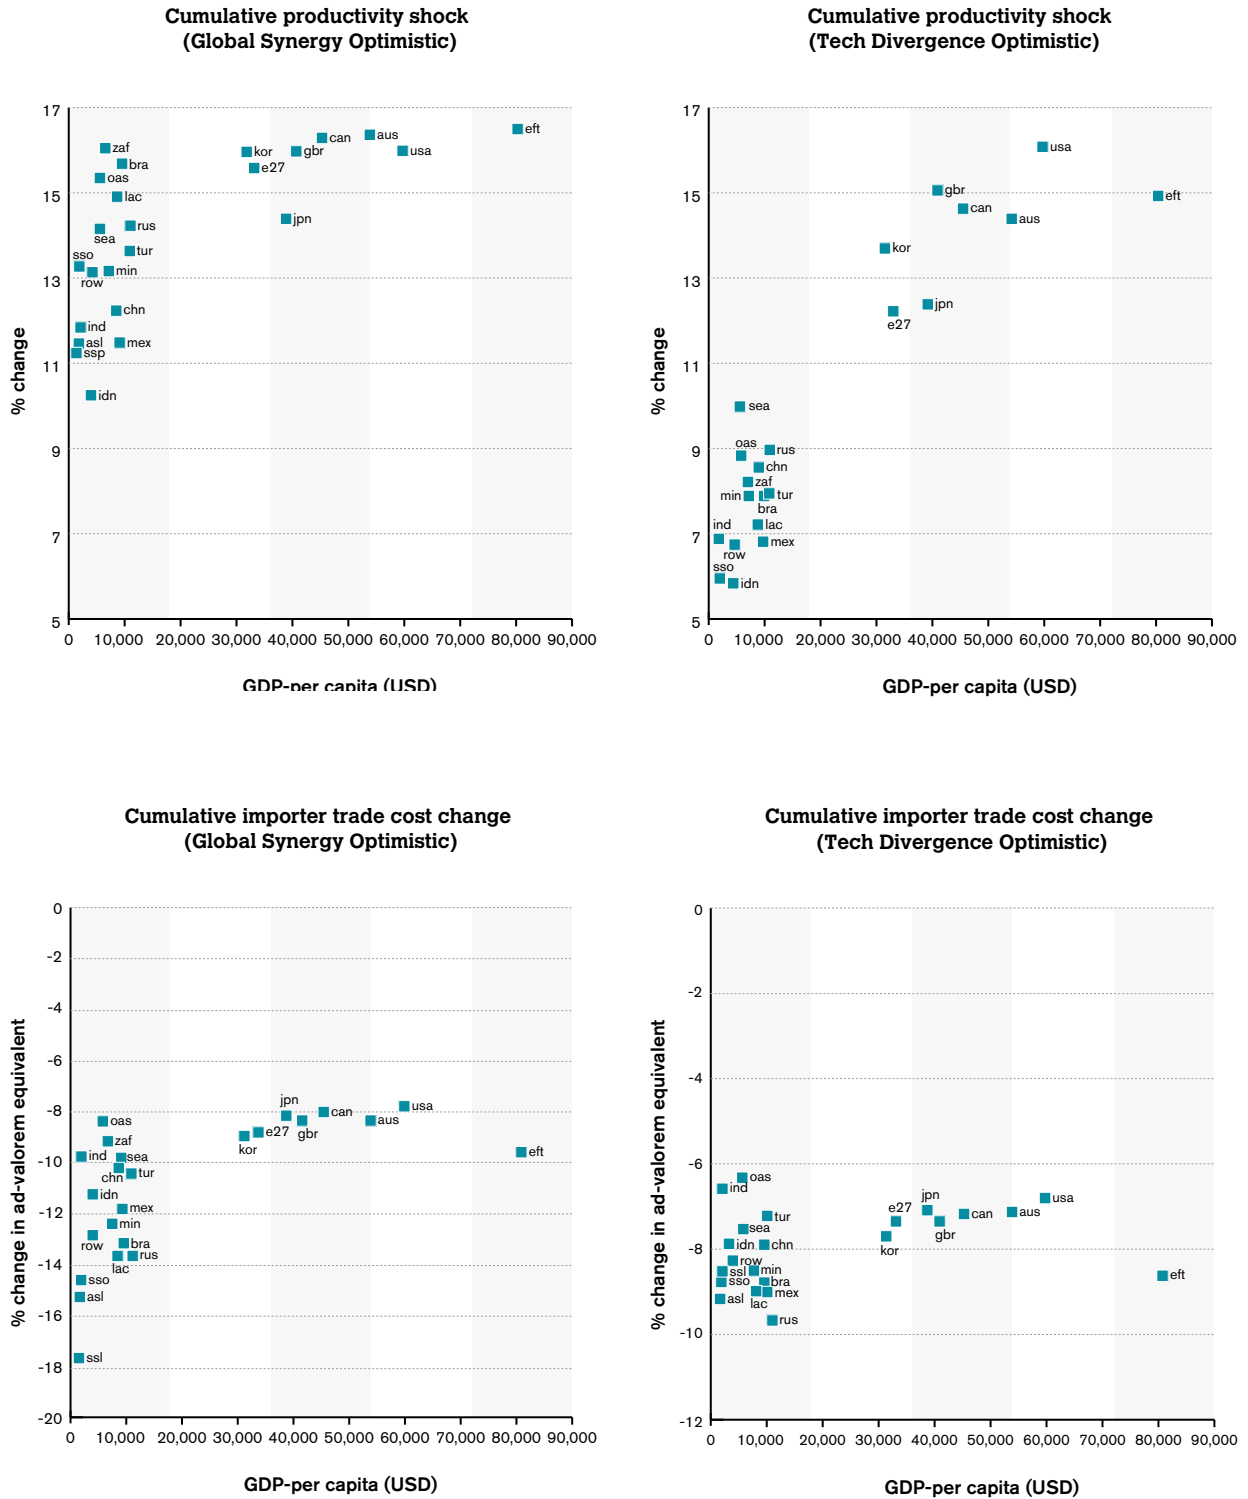 Cumulative productivity shock
(Global Synergy Optimistic)
17
15
13
11
9
7
5
% change
zaf
bra
oas
lac
rus
sea
tur
sso
row
min
chn
ind
asl
mex
ssp
idn
kor
e27
gbr
can
jpn
aus
usa
eft
0 10,000 20,000 30,000 40,000 50,000 60,000 70,000 80,000 90,000
GDP-per capita (USD)
Cumulative productivity shock
(Tech Divergence Optimistic)
17
15
13
11
9
7
5
% change
usa
gbr
eft
can
aus
kor
jpn
e27
sea
oas
rus
chn
zaf
min
tur
bra
lac
ind
mex
row
sso
idn
0 10,000 20,000 30,000 40,000 50,000 60,000 70,000 80,000 90,000
GDP-per capita (USD)
Cumulative importer trade cost change
(Global Synergy Optimistic)
0
-2
-4
-6
-8
-10
-12
-14
-16
-18
-20
% change in ad-valorem equivalent
jpn
usa
can
oas
e27
gbr
aus
zaf
kor
eft
ind
sea
chn
tur
idn
mex
min
row
bra
rus
lac
sso
asl
ssl
0 10,000 20,000 30,000 40,000 50,000 60,000 70,000 80,000 90,000
GDP-per capita (USD)
Cumulative importer trade cost change
(Tech Divergence Optimistic)
0
-2
-4
-6
-8
-10
-12
% change in ad-valorem equivalent
oas
ind
jpn
usa
e27
tur
can
aus
sea
gbr
idn
chn
kor
row
ssl
min
eft
sso
bra
asl
mex
lac
rus
0 10,000 20,000 30,000 40,000 50,000 60,000 70,000 80,000 90,000
GDP-per capita (USD)